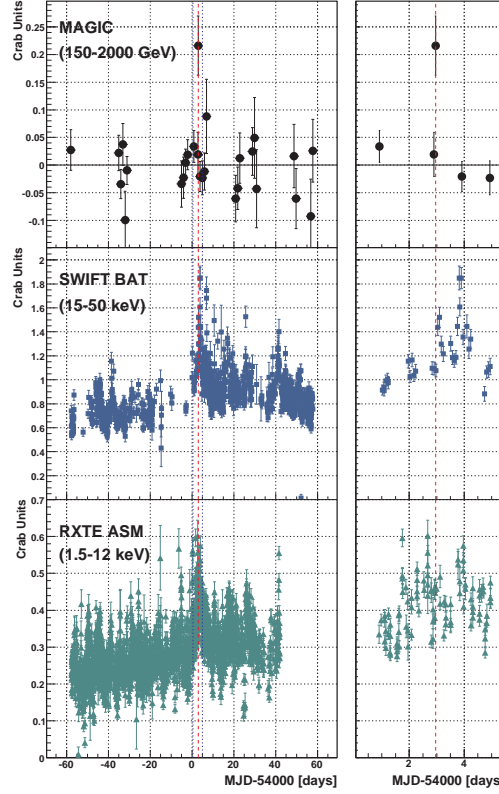 Crab Units
MAGIC
(150-2000 GeV)
0.25
0.2
0.15
0.1
0.05
0
-0.05
-0.1
Crab Units
SWIFT BAT
(15-50 keV)
2
1.8
1.6
1.4
1.2
1
0.8
0.6
0.4
0.2
0
Crab Units
RXTE ASM
(1.5-12 keV)
0.7
0.6
0.5
0.4
0.3
0.2
0.1
0
-60 -40 -20 0 20 40 60
2 4
MJD-54000 [days]
MJD-54000 [days]